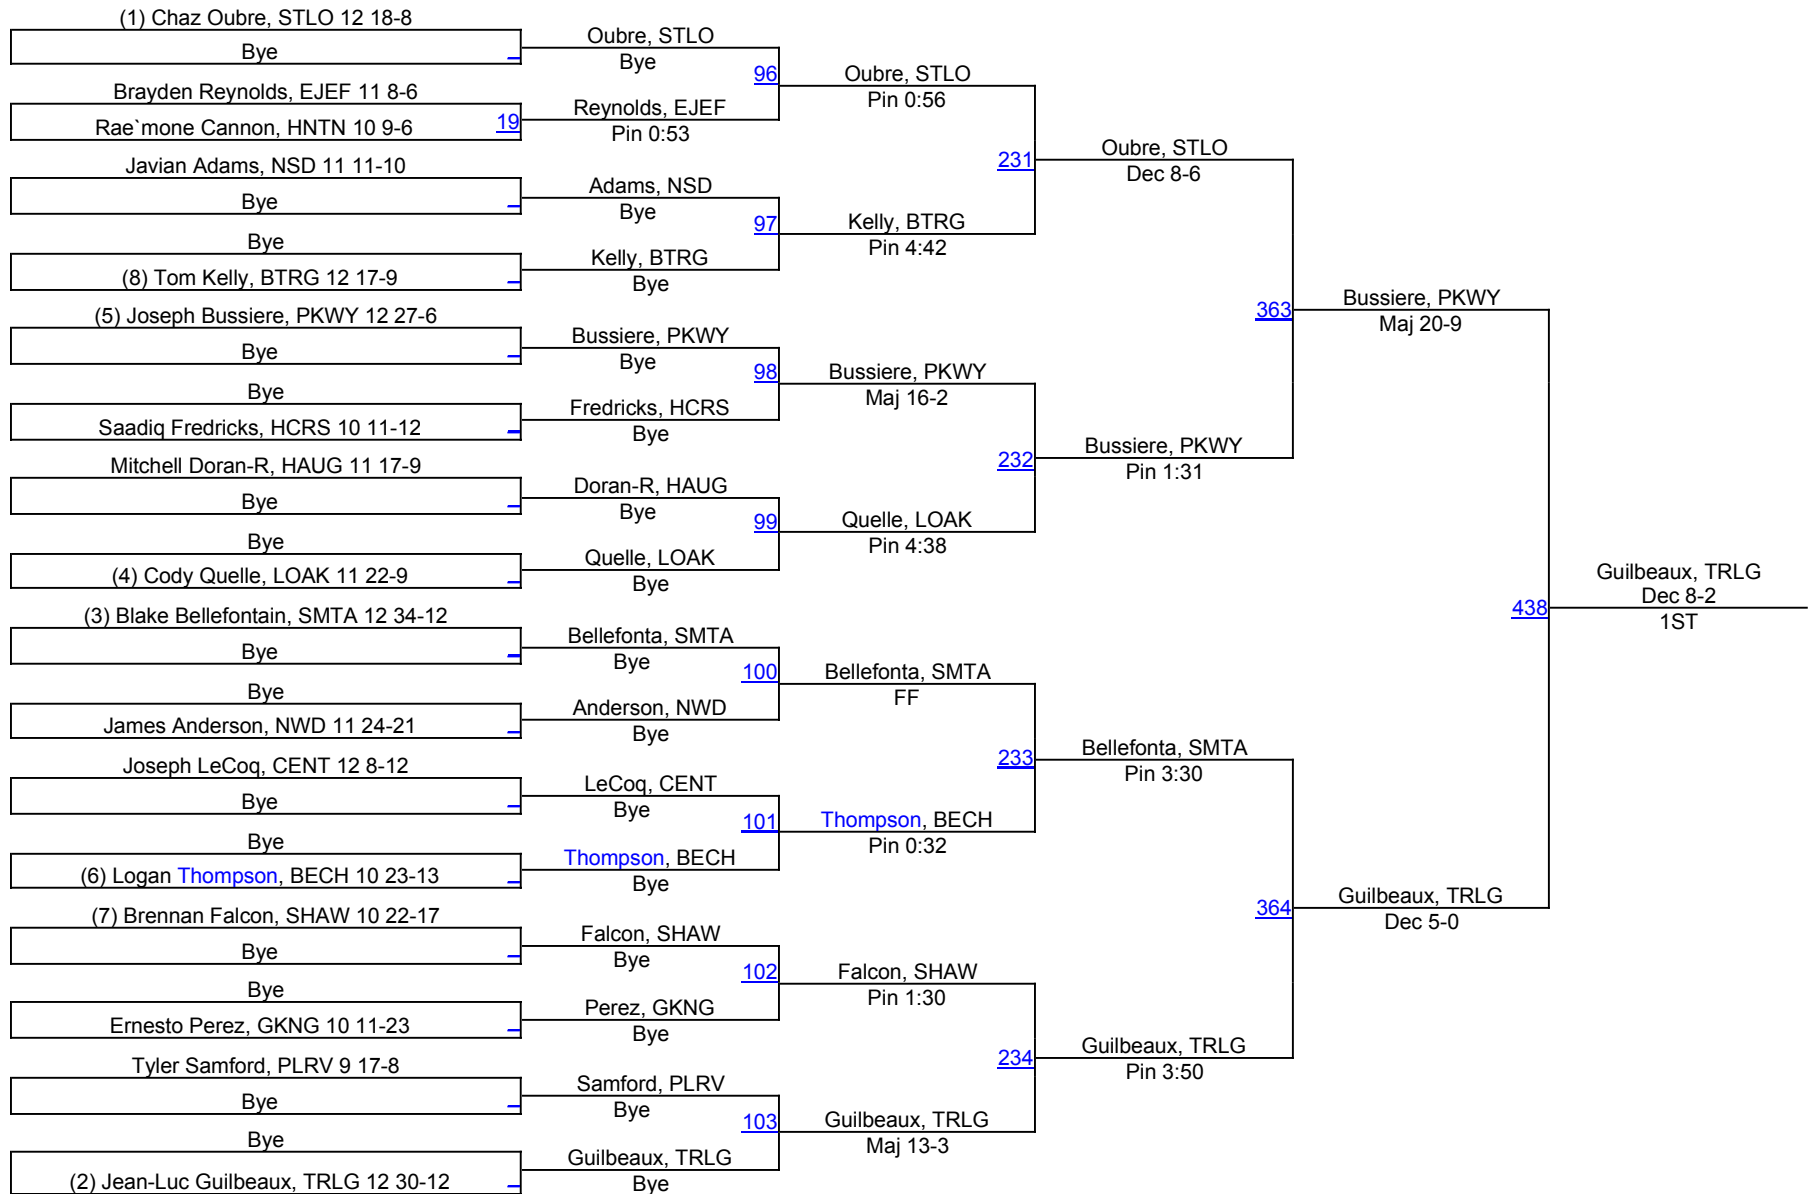 (1) Chaz Oubre, STLO 12 18-8
Bye
Brayden Reynolds, EJEF 11 8-6
Rae`mone Cannon, HNTN 10 9-6
19
Javian Adams, NSD 11 11-10
Bye
Bye
(8) Tom Kelly, BTRG 12 17-9
(5) Joseph Bussiere, PKWY 12 27-6
Bye
Bye
Saadiq Fredricks, HCRS 10 11-12
Mitchell Doran-R, HAUG 11 17-9
Bye
Bye
(4) Cody Quelle, LOAK 11 22-9
(3) Blake Bellefontain, SMTA 12 34-12
Bye
Bye
James Anderson, NWD 11 24-21
Joseph LeCoq, CENT 12 8-12
Bye
Bye
(6) Logan Thompson, BECH 10 23-13
(7) Brennan Falcon, SHAW 10 22-17
Bye
Bye
Ernesto Perez, GKNG 10 11-23
Tyler Samford, PLRV 9 17-8
Bye
Bye
(2) Jean-Luc Guilbeaux, TRLG 12 30-12
Oubre, STLO
Bye
96
Reynolds, EJEF
Pin 0:53
Adams, NSD
Bye
97
Kelly, BTRG
Bye
Bussiere, PKWY
Bye
98
Fredricks, HCRS
Bye
Doran-R, HAUG
Bye
99
Quelle, LOAK
Bye
Bellefonta, SMTA
Bye
100
Anderson, NWD
Bye
LeCoq, CENT
Bye
101
Thompson, BECH
Bye
Falcon, SHAW
Bye
102
Perez, GKNG
Bye
Samford, PLRV
Bye
103
Guilbeaux, TRLG
Bye
Oubre, STLO
Pin 0:56
231
Kelly, BTRG
Pin 4:42
Bussiere, PKWY
Maj 16-2
232
Quelle, LOAK
Pin 4:38
Bellefonta, SMTA
FF
233
Thompson, BECH
Pin 0:32
Falcon, SHAW
Pin 1:30
234
Guilbeaux, TRLG
Maj 13-3
Oubre, STLO
Dec 8-6
363
Bussiere, PKWY
Pin 1:31
Bellefonta, SMTA
Pin 3:30
364
Guilbeaux, TRLG
Pin 3:50
Bussiere, PKWY
Maj 20-9
438
Guilbeaux, TRLG
Dec 5-0
Guilbeaux, TRLG
Dec 8-2
1ST